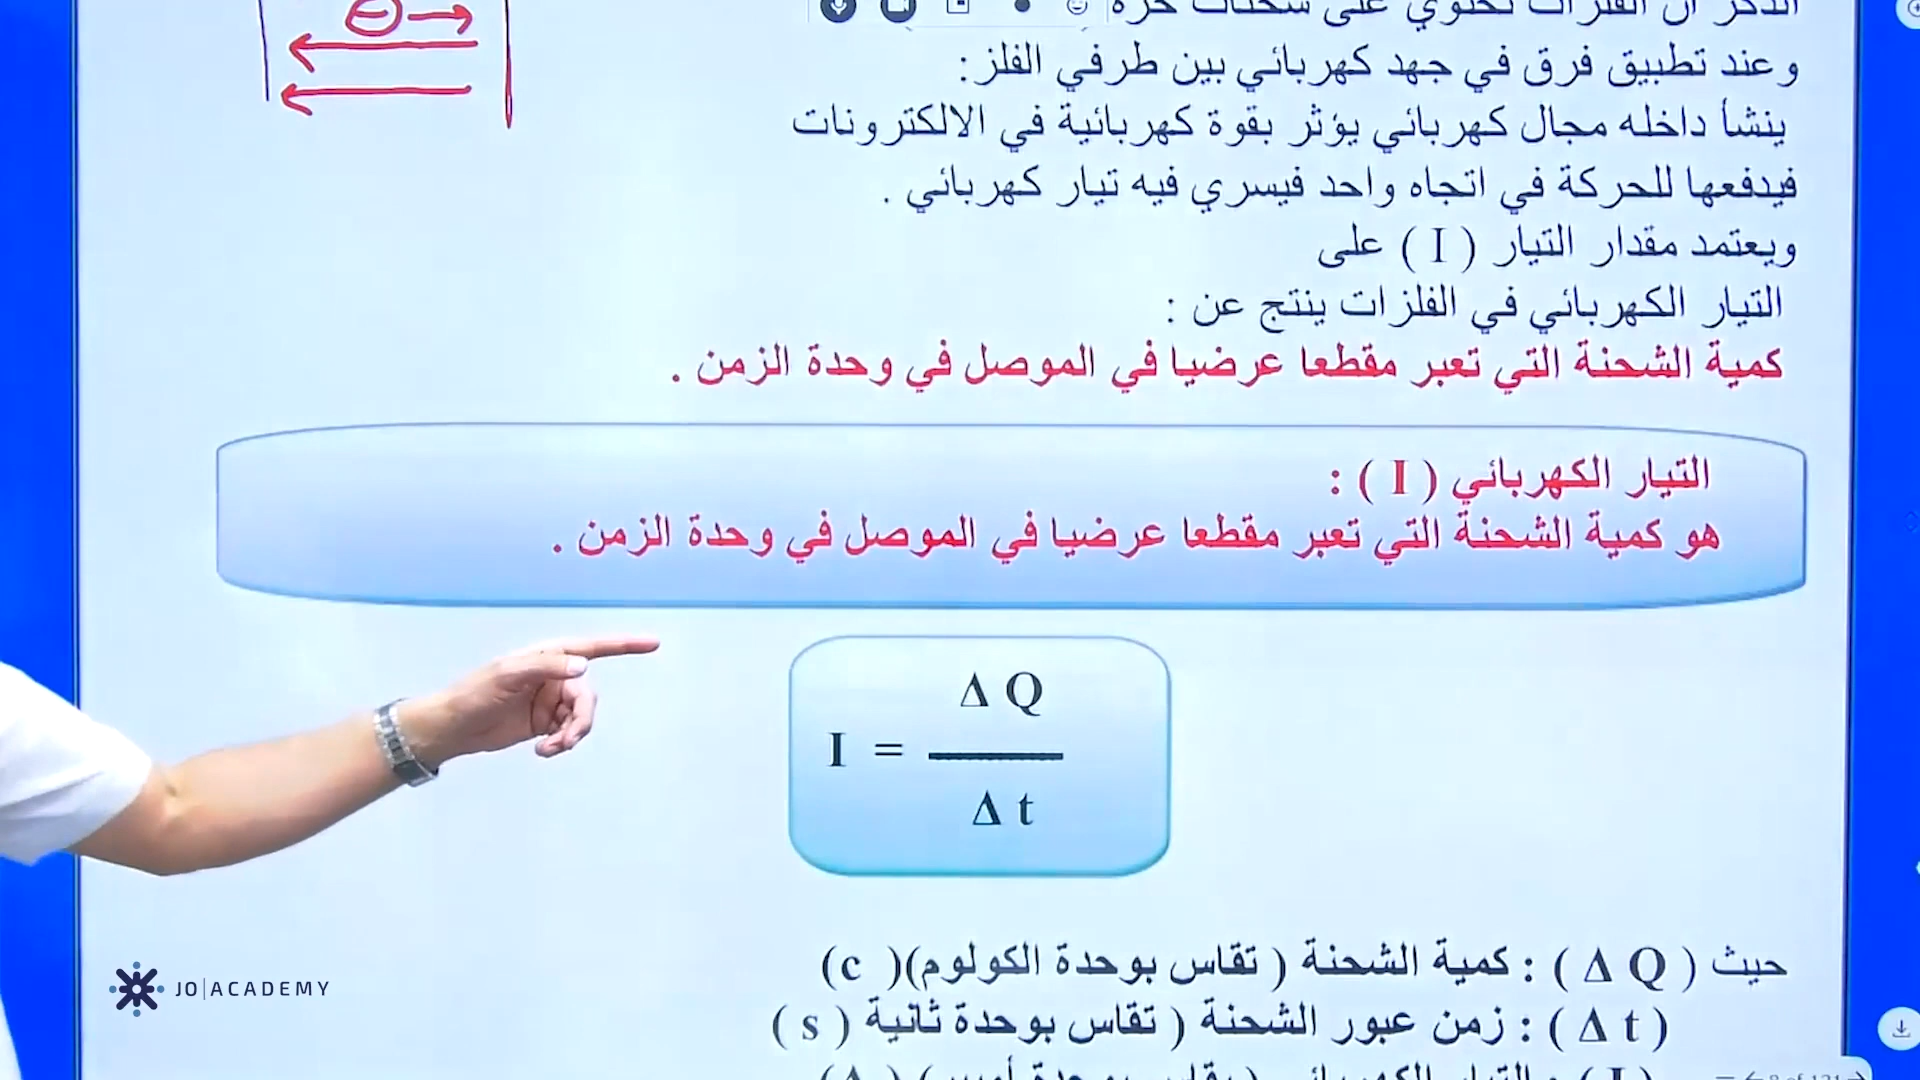 وعند تطبيق فرق في جهد كهربائي بين طرفي الفلز:
ينشأ داخله مجال كهربائي يؤثر بقوة كهربائية في الالكترونات
فيدفعها للحركة في اتجاه واحد فيسري فيه تيار كهربائي .
ويعتمد مقدار التيار ( I ) على
التيار الكهربائي في الفلزات ينتج عن :
كمية الشحنة التي تعبر مقطعا عرضيا في الموصل في وحدة الزمن .
التيار الكهربائي ( I ) :
هو كمية الشحنة التي تعبر مقطعا عرضيا في الموصل في وحدة الزمن .
Δ Q
I =
Δ t
حيث ( Δ Q ) : كمية الشحنة ( تقاس بوحدة الكولوم)( c )
( Δ t ) : زمن عبور الشحنة ( تقاس بوحدة ثانية ( s )
JO|ACADEMY